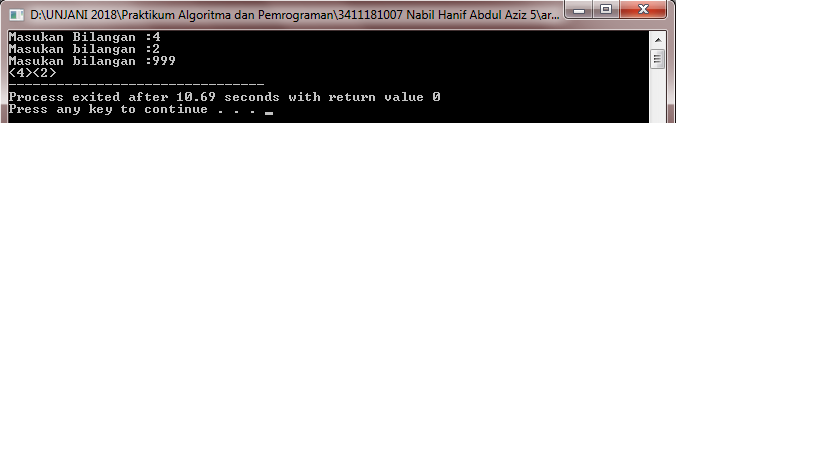 D:\UNJANI 2018\Praktikum Algoritma dan Pemrograman\3411181007 Nabil Hanif Abdul Aziz 5\ar...
Masukan Bilangan :4
Masukan bilangan :2
Masukan bilangan :999
<4><2>
--------------------------------
Process exited after 10.69 seconds with return value 0
Press any key to continue . . . _